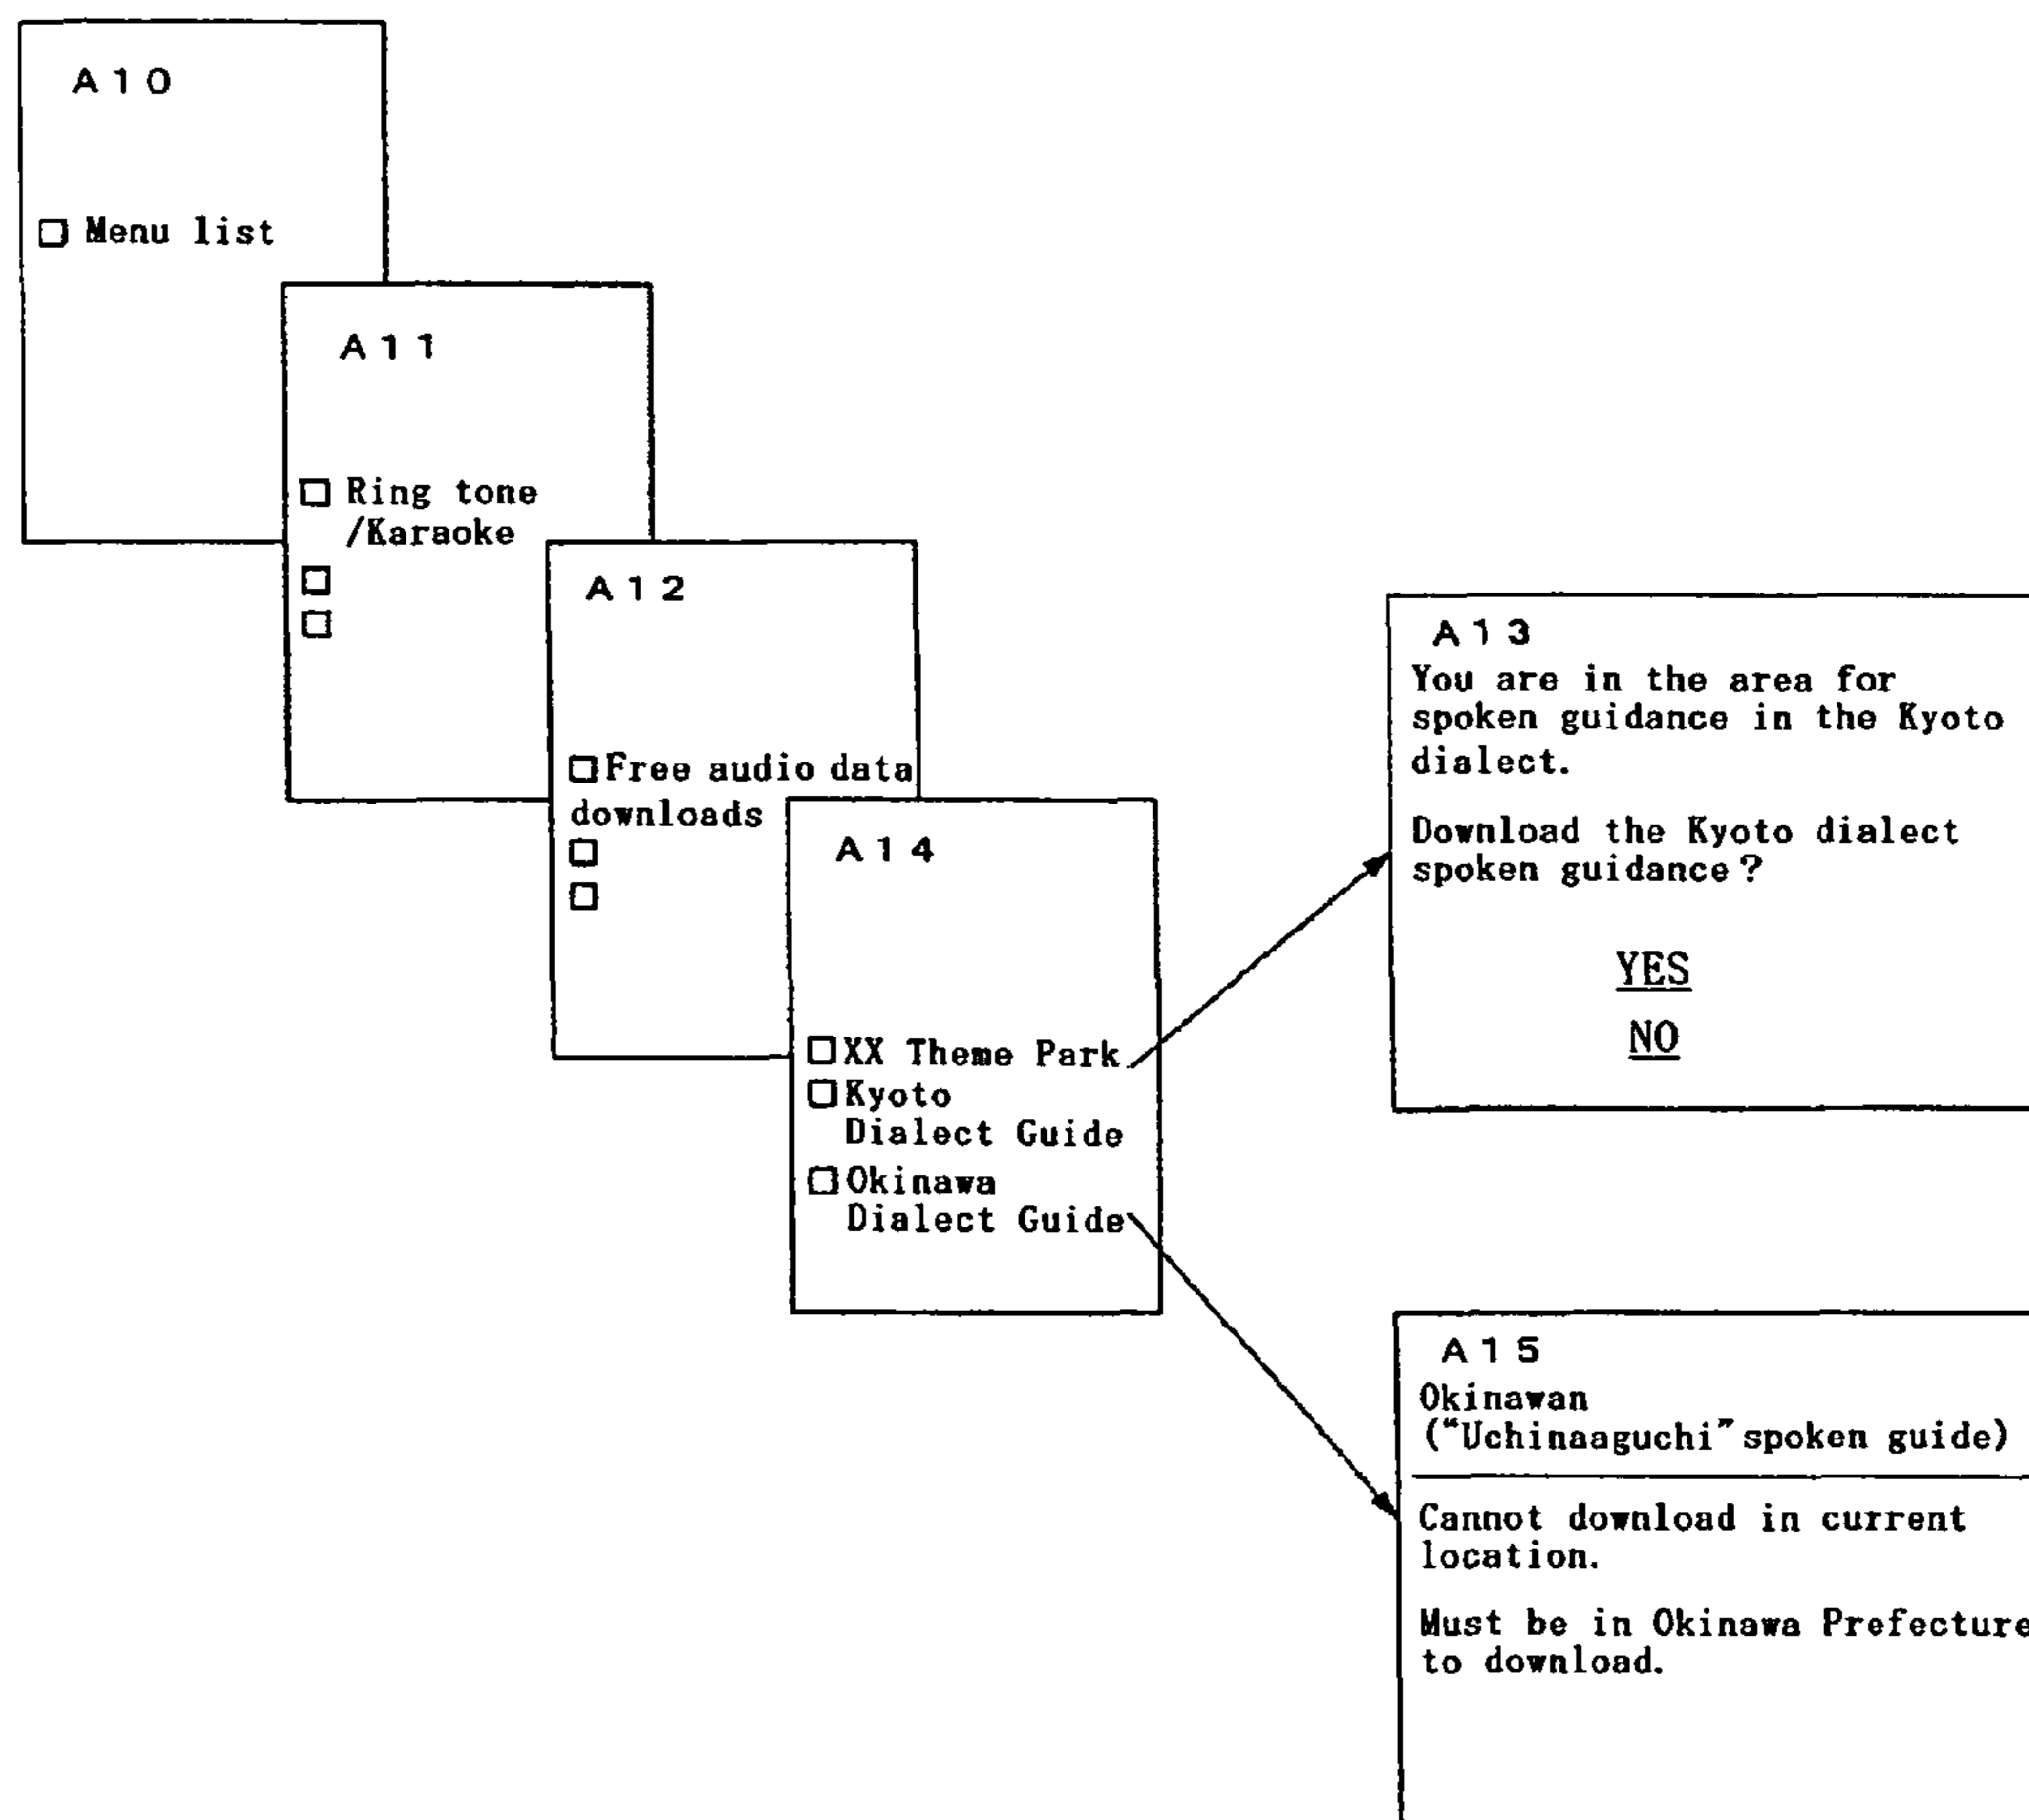 A10
Menu list
A11
Ring tone
/Karaoke
A12
Free audio data
downloads
A14
XX Theme Park
Kyoto
Dialect Guide
Okinawa
Dialect Guide
A13
You are in the area for
spoken guidance in the Kyoto
dialect.
Download the Kyoto dialect
spoken guidance?
YES
NO
A15
Okinawan
(“Uchinaaguchi” spoken guide)
Cannot download in current
location.
Must be in Okinawa Prefecture
to download.